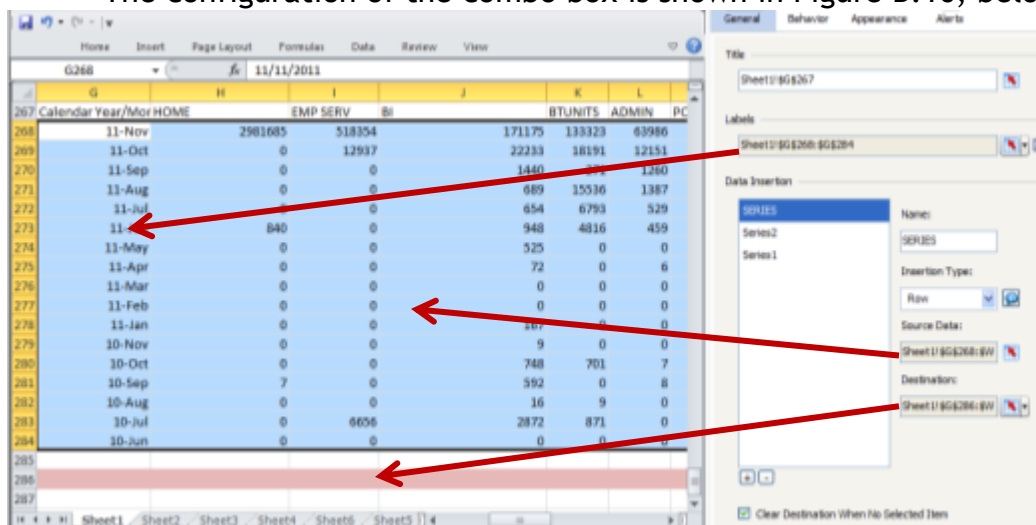 The configuration of the combo box is shown in Figure B.16, below
Home Insert Page Layout Formulas Data Review View
G268 fx 11/11/2011
G H I J K L
267 Calendar Year/Mor HOME EMP SERV BI BTUNITS ADMIN PC
268 11-Nov 2981685 518354 171175 133323 63986
269 11-Oct 0 12937 22233 18191 12151
270 11-Sep 0 0 1440 1260
271 11-Aug 0 0 689 15536 1387
272 11-Jul 0 654 6793 529
273 11- 840 948 4816 459
274 11-May 0 0 525 0 0
275 11-Apr 0 0 72 0 6
276 11-Mar 0 0 0 0 0
277 11-Feb 0 0 0 0 0
278 11-Jan 0 0 167 0 0
279 10-Nov 0 0 9 0 0
280 10-Oct 0 0 748 701 7
281 10-Sep 7 0 592 0 8
282 10-Aug 0 0 16 9 0
283 10-Jul 0 6656 2872 871 0
284 10-Jun 0 0 0 0 0
285
286
287
Sheet1 Sheet2 Sheet3 Sheet4 Sheet6 Sheet5
General Behavior Appearance Alerts
Title
Sheet1!$G$267
Labels
Sheet1!$G$268:$G$284
Data Insertion
SERIES
Series2
Series1
Name:
SERIES
Insertion Type:
Row
Source Data:
Sheet1!$G$268:$W
Destination:
Sheet1!$G$286:$W
+ -
Clear Destination When No Selected Item